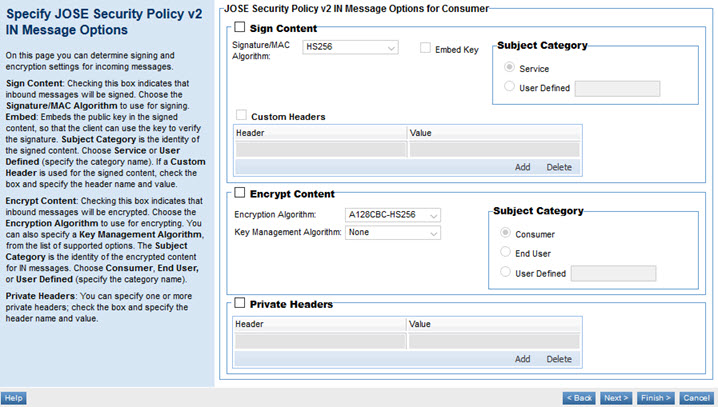 Specify JOSE Security Policy v2
IN Message Options
On this page you can determine signing and
encryption settings for incoming messages.
Sign Content: Checking this box indicates that
inbound messages will be signed. Choose the
Signature/MAC Algorithm to use for signing.
Embed: Embeds the public key in the signed
content, so that the client can use the key to verify
the signature. Subject Category is the identity of
the signed content. Choose Service or User
Defined (specify the category name). If a Custom
Header is used for the signed content, check the
box and specify the header name and value.
Encrypt Content: Checking this box indicates that
inbound messages will be encrypted. Choose the
Encryption Algorithm to use for encrypting. You
can also specify a Key Management Algorithm,
from the list of supported options. The Subject
Category is the identity of the encrypted content
for IN messages. Choose Consumer, End User,
or User Defined (specify the category name).
Private Headers: You can specify one or more
private headers; check the box and specify the
header name and value.
JOSE Security Policy v2 IN Message Options for Consumer
Sign Content
Signature/MAC
Algorithm:
HS256
Embed Key
Subject Category
Service
User Defined
Custom Headers
Header Value
Add Delete
Encrypt Content
Encryption Algorithm: A128CBC-HS256
Key Management Algorithm: None
Subject Category
Consumer
End User
User Defined
Private Headers
Header Value
Add Delete
Help < Back Next > Finish > Cancel